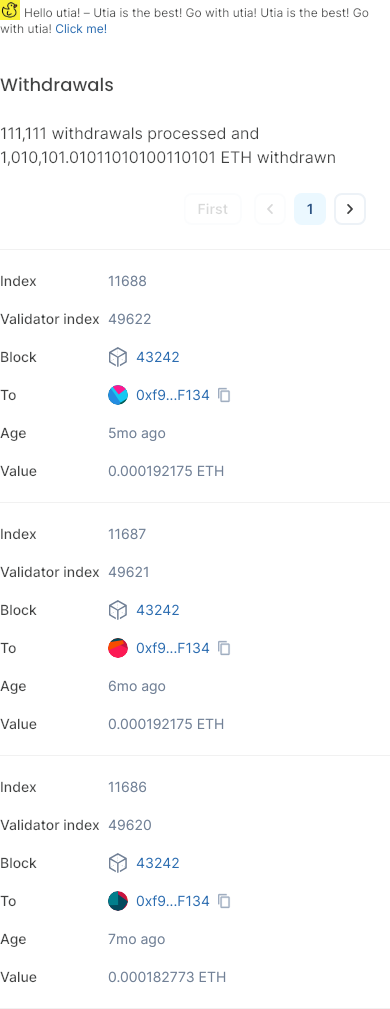 Hello utia! – Utia is the best! Go with utia! Utia is the best! Go
with utia! Click me!
Withdrawals
111,111 withdrawals processed and
1,010,101.01011010100110101 ETH withdrawn
First 1
Index 11688
Validator index 49622
Block 43242
To 0xf9...F134
Age 5mo ago
Value 0.000192175 ETH
Index 11687
Validator index 49621
Block 43242
To 0xf9...F134
Age 6mo ago
Value 0.000192175 ETH
Index 11686
Validator index 49620
Block 43242
To 0xf9...F134
Age 7mo ago
Value 0.000182773 ETH